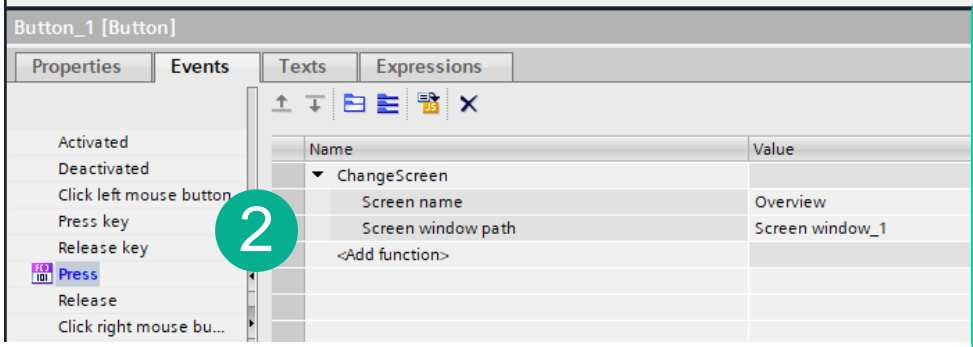 Button_1 [Button]
Properties Events Texts Expressions
Activated
Deactivated
Click left mouse button
Press key
Release key
Press
Release
Click right mouse bu...
2
Name Value
ChangeScreen
Screen name Overview
Screen window path Screen window_1
<Add function>